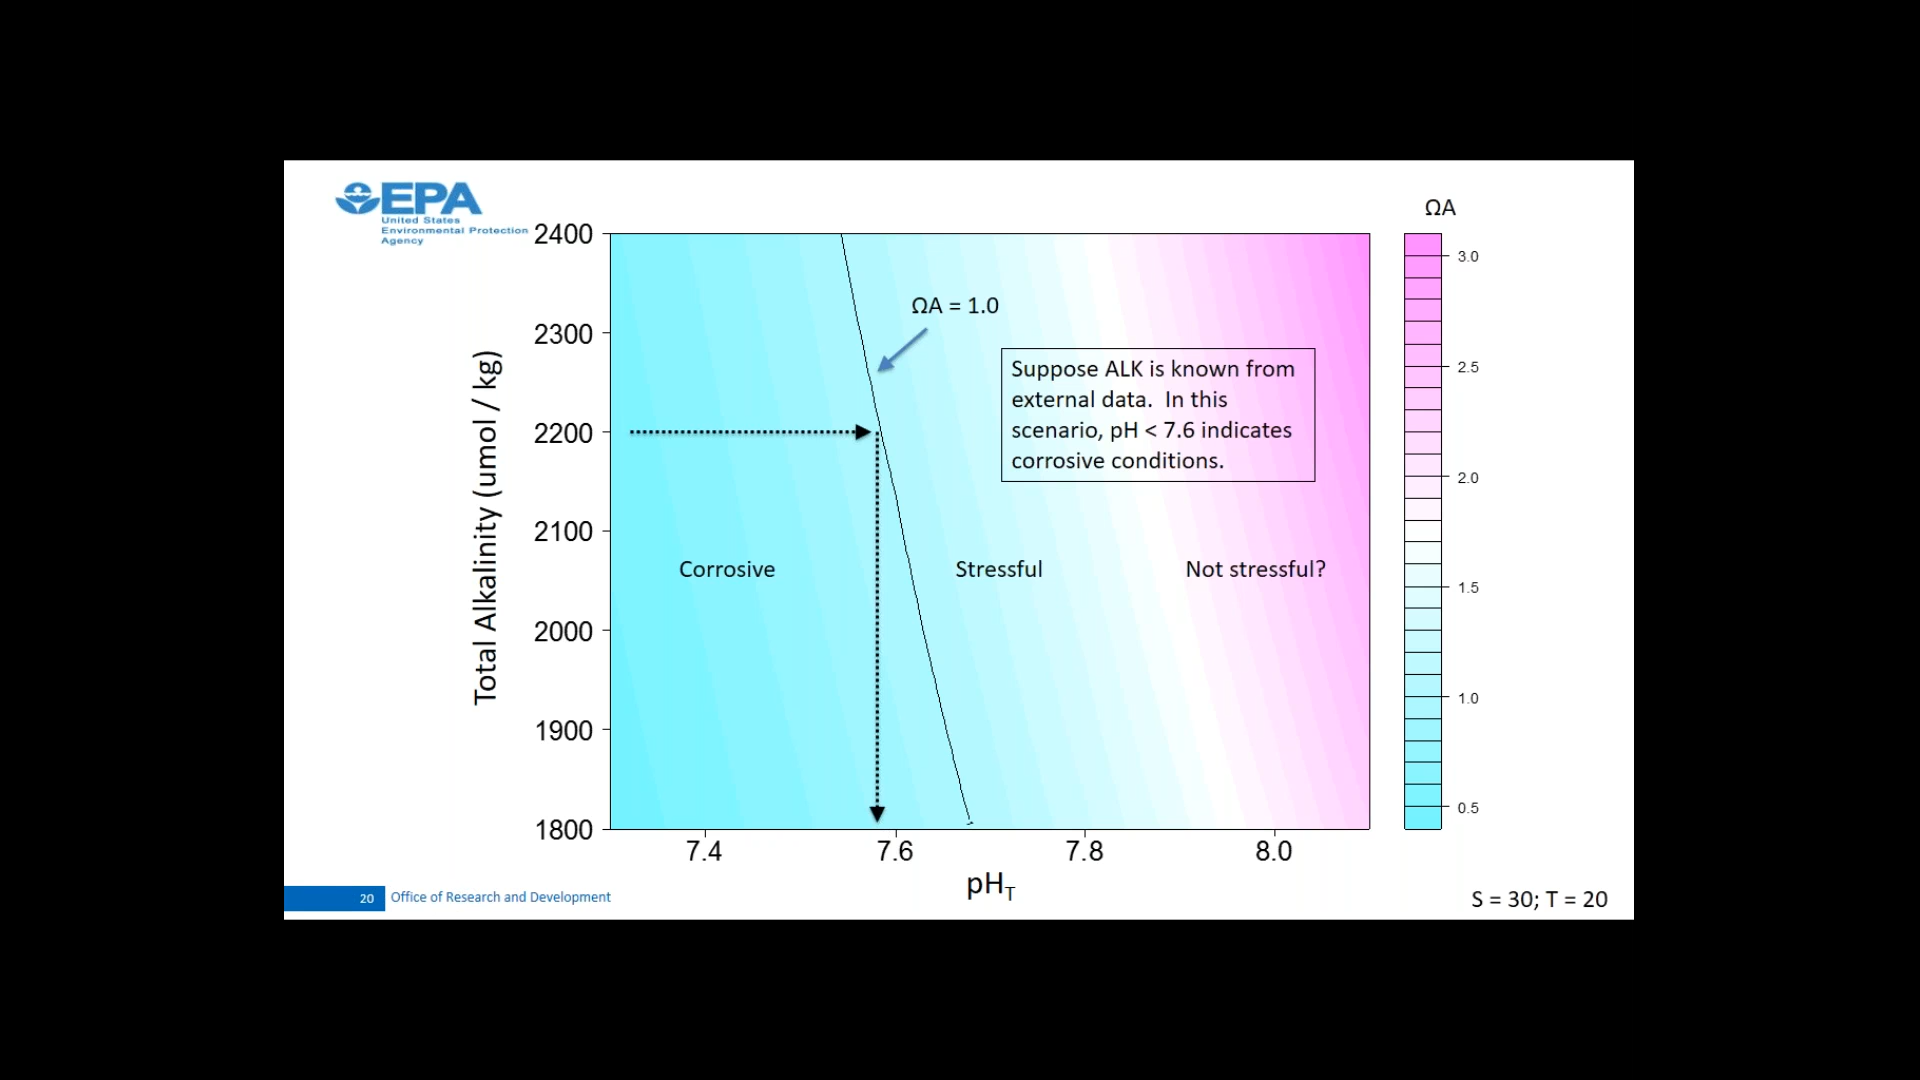 EPA
United States
Environmental Protection
Agency
ΩA
2400
2300
2200
2100
2000
1900
1800
Total Alkalinity (umol / kg)
ΩA = 1.0
Suppose ALK is known from
external data.  In this
scenario, pH < 7.6 indicates
corrosive conditions.
Corrosive
Stressful
Not stressful?
3.0
2.5
2.0
1.5
1.0
0.5
7.4 7.6 7.8 8.0
pHT
20 Office of Research and Development
S = 30; T = 20